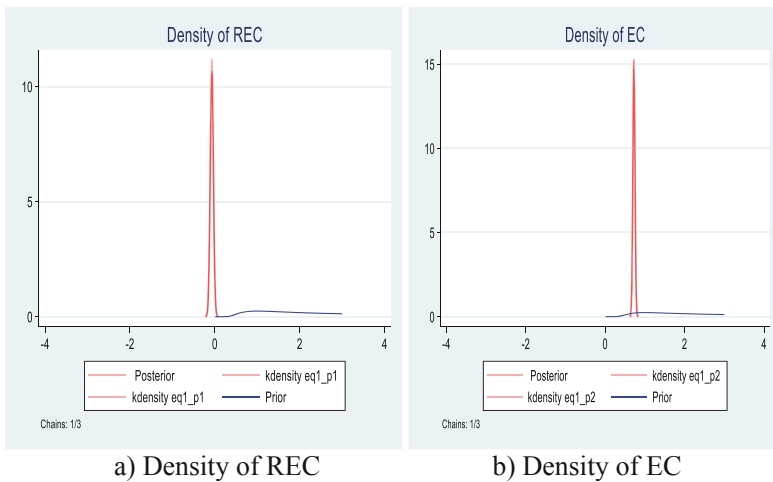 Density of REC
10
5
0
-4 -2 0 2 4
Posterior kdensity eq1_p1
kdensity eq1_p1 Prior
Chains: 1/3
a) Density of REC
Density of EC
15
10
5
0
-4 -2 0 2 4
Posterior kdensity eq1_p2
kdensity eq1_p2 Prior
Chains: 1/3
b) Density of EC